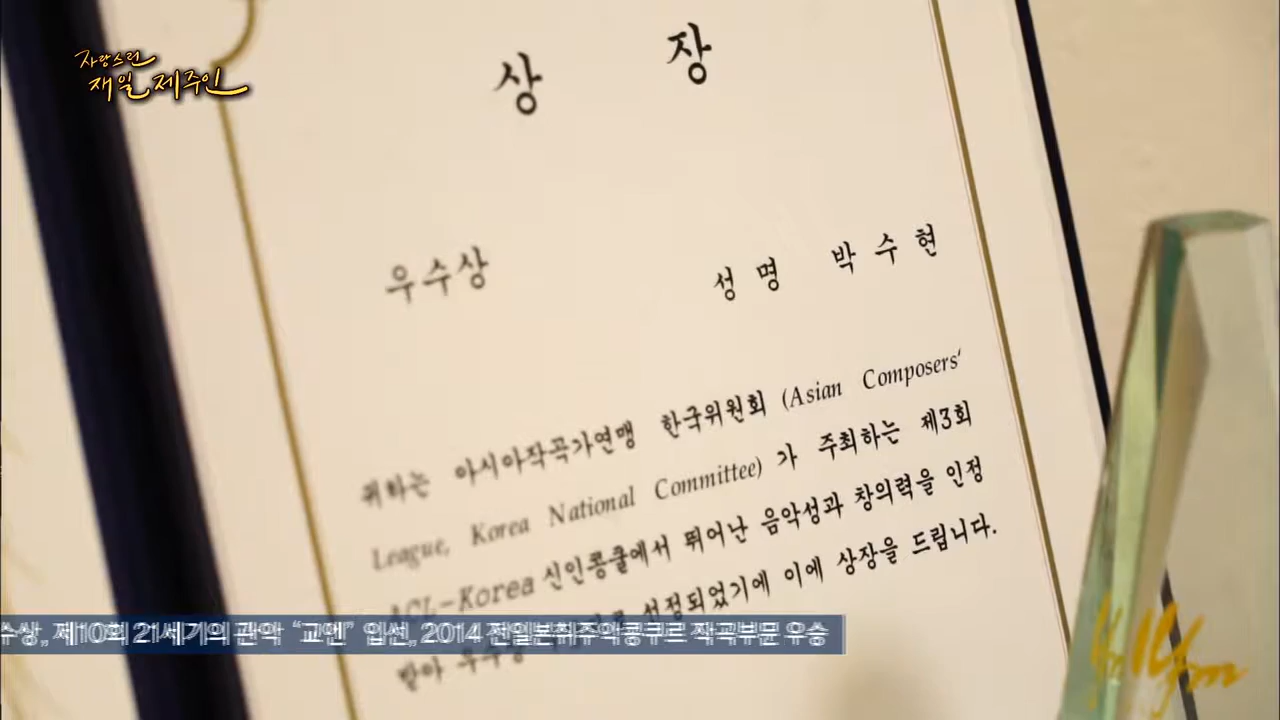 자랑스런
재일제주인
상 장
우수상 성명 박수현
귀하는 아시아작곡가연맹 한국위원회 (Asian Composers‘
League, Korea National Committee) 가 주최하는 제3회
ACL-Korea 신인콩쿨에서 뛰어난 음악성과 창의력을 인정
받아 우수상 선정되었기에 이에 상장을 드립니다.
수상, 제10회 21세기의 관악 “교엔” 입선, 2014 전일본취주악콩쿠르 작곡부문 우승